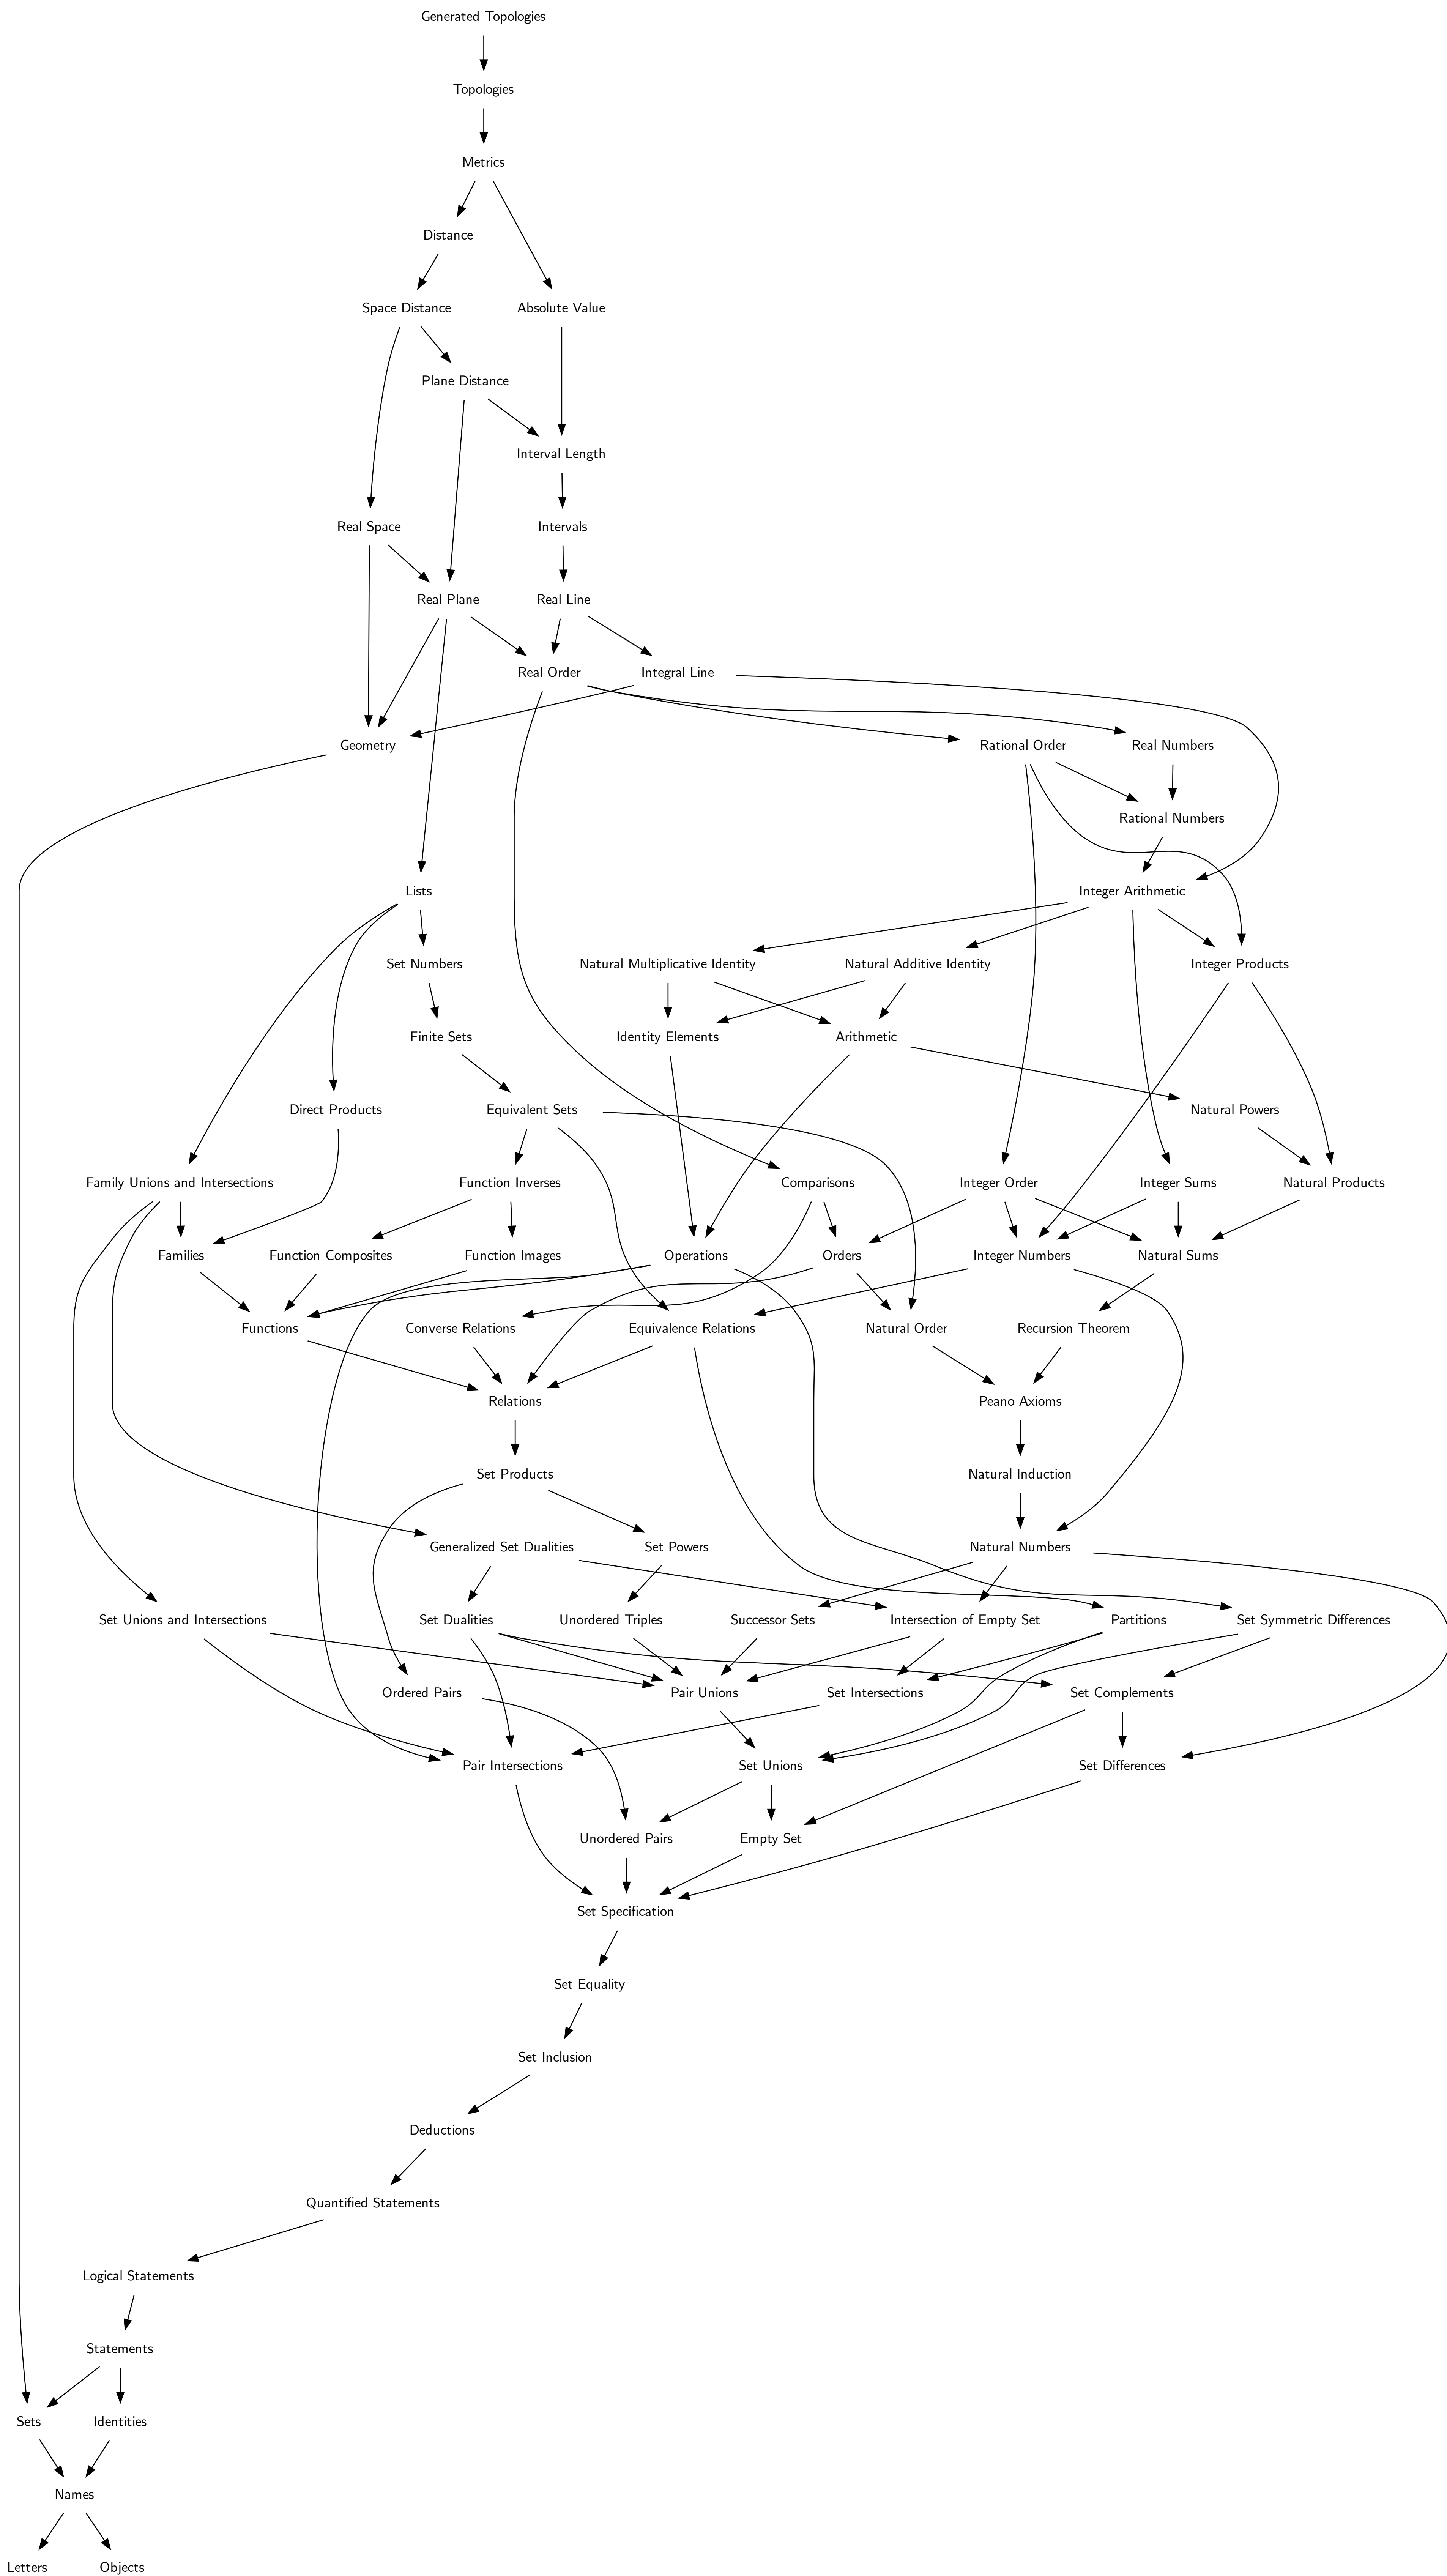 Generated Topologies
Topologies
Metrics
Distance
Space Distance
Absolute Value
Plane Distance
Interval Length
Real Space
Intervals
Real Plane
Real Line
Real Order
Integral Line
Geometry
Rational Order
Real Numbers
Rational Numbers
Lists
Integer Arithmetic
Set Numbers
Natural Multiplicative Identity
Natural Additive Identity
Integer Products
Finite Sets
Identity Elements
Arithmetic
Direct Products
Equivalent Sets
Natural Powers
Family Unions and Intersections
Function Inverses
Comparisons
Integer Order
Integer Sums
Natural Products
Families
Function Composites
Function Images
Operations
Orders
Integer Numbers
Natural Sums
Functions
Converse Relations
Equivalence Relations
Natural Order
Recursion Theorem
Relations
Peano Axioms
Set Products
Natural Induction
Generalized Set Dualities
Set Powers
Natural Numbers
Set Unions and Intersections
Set Dualities
Unordered Triples
Successor Sets
Intersection of Empty Set
Partitions
Set Symmetric Differences
Ordered Pairs
Pair Unions
Set Intersections
Set Complements
Pair Intersections
Set Unions
Set Differences
Unordered Pairs
Empty Set
Set Specification
Set Equality
Set Inclusion
Deductions
Quantified Statements
Logical Statements
Statements
Sets
Identities
Names
Letters
Objects